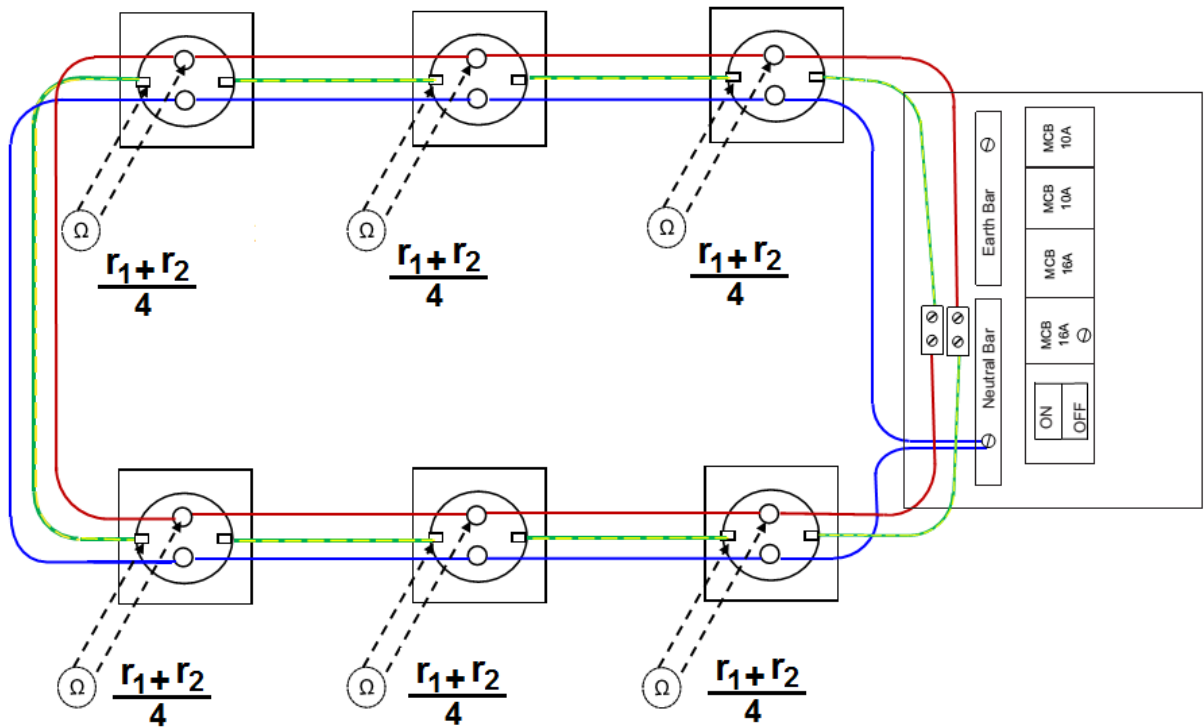 MCB
10A
MCB
10A
MCB
16A
MCB
16A
ON
OFF
Earth Bar
Neutral Bar
Ω
r₁+r₂
4
Ω
r₁+r₂
4
Ω
r₁+r₂
4
Ω
r₁+r₂
4
Ω
r₁+r₂
4
Ω
r₁+r₂
4